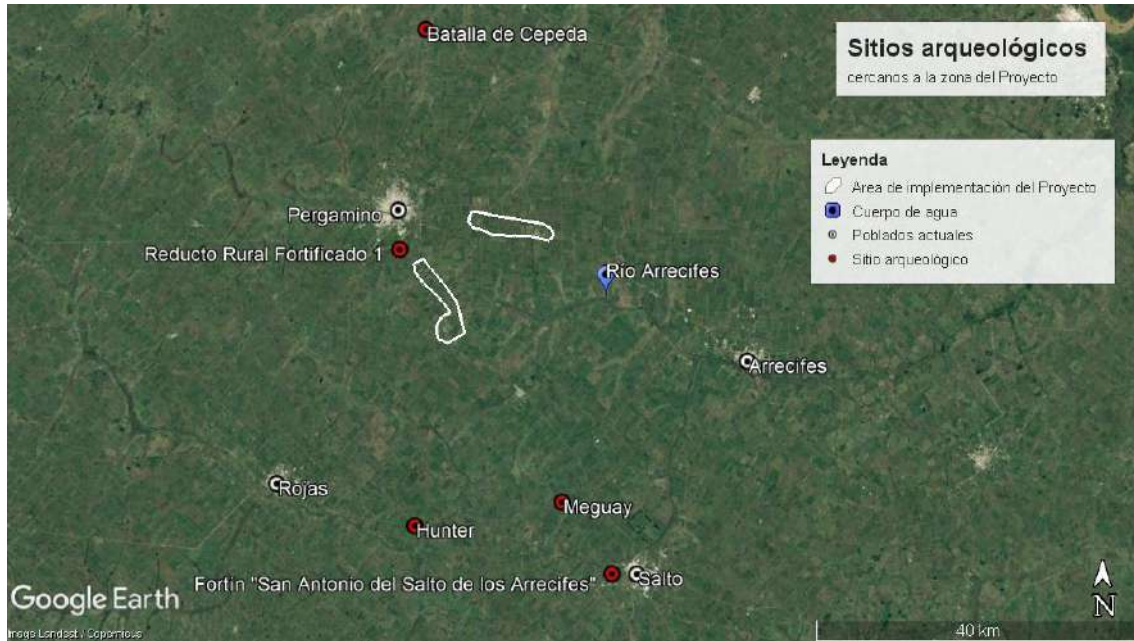 Batalla de Cepeda
Sitios arqueológicos
cercanos a la zona del Proyecto
Leyenda
Area de implementación del Proyecto
Cuerpo de agua
Poblados actuales
Sitio arqueológico
Pergamino
Reducto Rural Fortificado 1
Río Arrecifes
Arrecifes
Rojas
Meguay
Hunter
Fortin "San Antonio del Salto de los Arrecifes"
Salto
Google Earth
Image Landsat / Copernicus
N
40 km